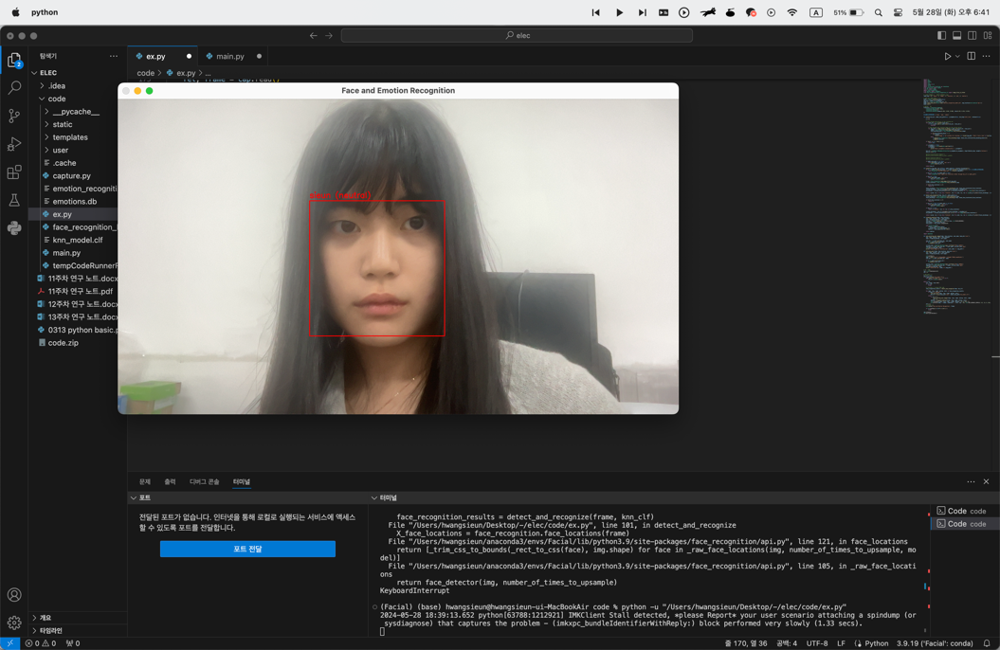 python
A
51%
5월 28일 (화) 오후 6:41
elec
탐색기
ex.py
main.py
code > ex.py > ...
ret, frame = cap.read()
ELEC
.idea
code
__pycache__
static
templates
user
.cache
capture.py
emotion_recogniti
emotions.db
ex.py
face_recognition_
knn_model.clf
main.py
tempCodeRunnerF
11주차 연구 노트.docx
11주차 연구 노트.pdf
12주차 연구 노트.docx
13주차 연구 노트.docx
0313 python basic.p
code.zip
개요
타임라인
Face and Emotion Recognition
문제
출력
디버그 콘솔
터미널
포트
전달된 포트가 없습니다. 인터넷을 통해 로컬로 실행되는 서비스에 액세스
할 수 있도록 포트를 전달합니다.
포트 전달
터미널
face_recognition_results = detect_and_recognize(frame, knn_clf)
File "/Users/hwangsieun/Desktop/~/elec/code/ex.py", line 101, in detect_and_recognize
X_face_locations = face_recognition.face_locations(frame)
File "/Users/hwangsieun/anaconda3/envs/Facial/lib/python3.9/site-packages/face_recognition/api.py", line 121, in face_locations
return [_trim_css_to_bounds(_rect_to_css(face), img.shape) for face in _raw_face_locations(img, number_of_times_to_upsample, mo
del)]
File "/Users/hwangsieun/anaconda3/envs/Facial/lib/python3.9/site-packages/face_recognition/api.py", line 105, in _raw_face_locati
ons
return face_detector(img, number_of_times_to_upsample)
KeyboardInterrupt
(Facial) (base) hwangsieun@hwangsieun-ui-MacBookAir code % python -u "/Users/hwangsieun/Desktop/~/elec/code/ex.py"
2024-05-28 18:39:13.652 python[63788:1212921] IMKClient Stall detected, *please Report* your user scenario attaching a spindump (or
sysdiagnose) that captures the problem - (imkxpc_bundleIdentifierWithReply:) block performed very slowly (1.33 secs).
Code code
Code code
0 0 0
줄 170, 열 36
공백: 4
UTF-8
LF
Python
3.9.19 ('Facial': conda)